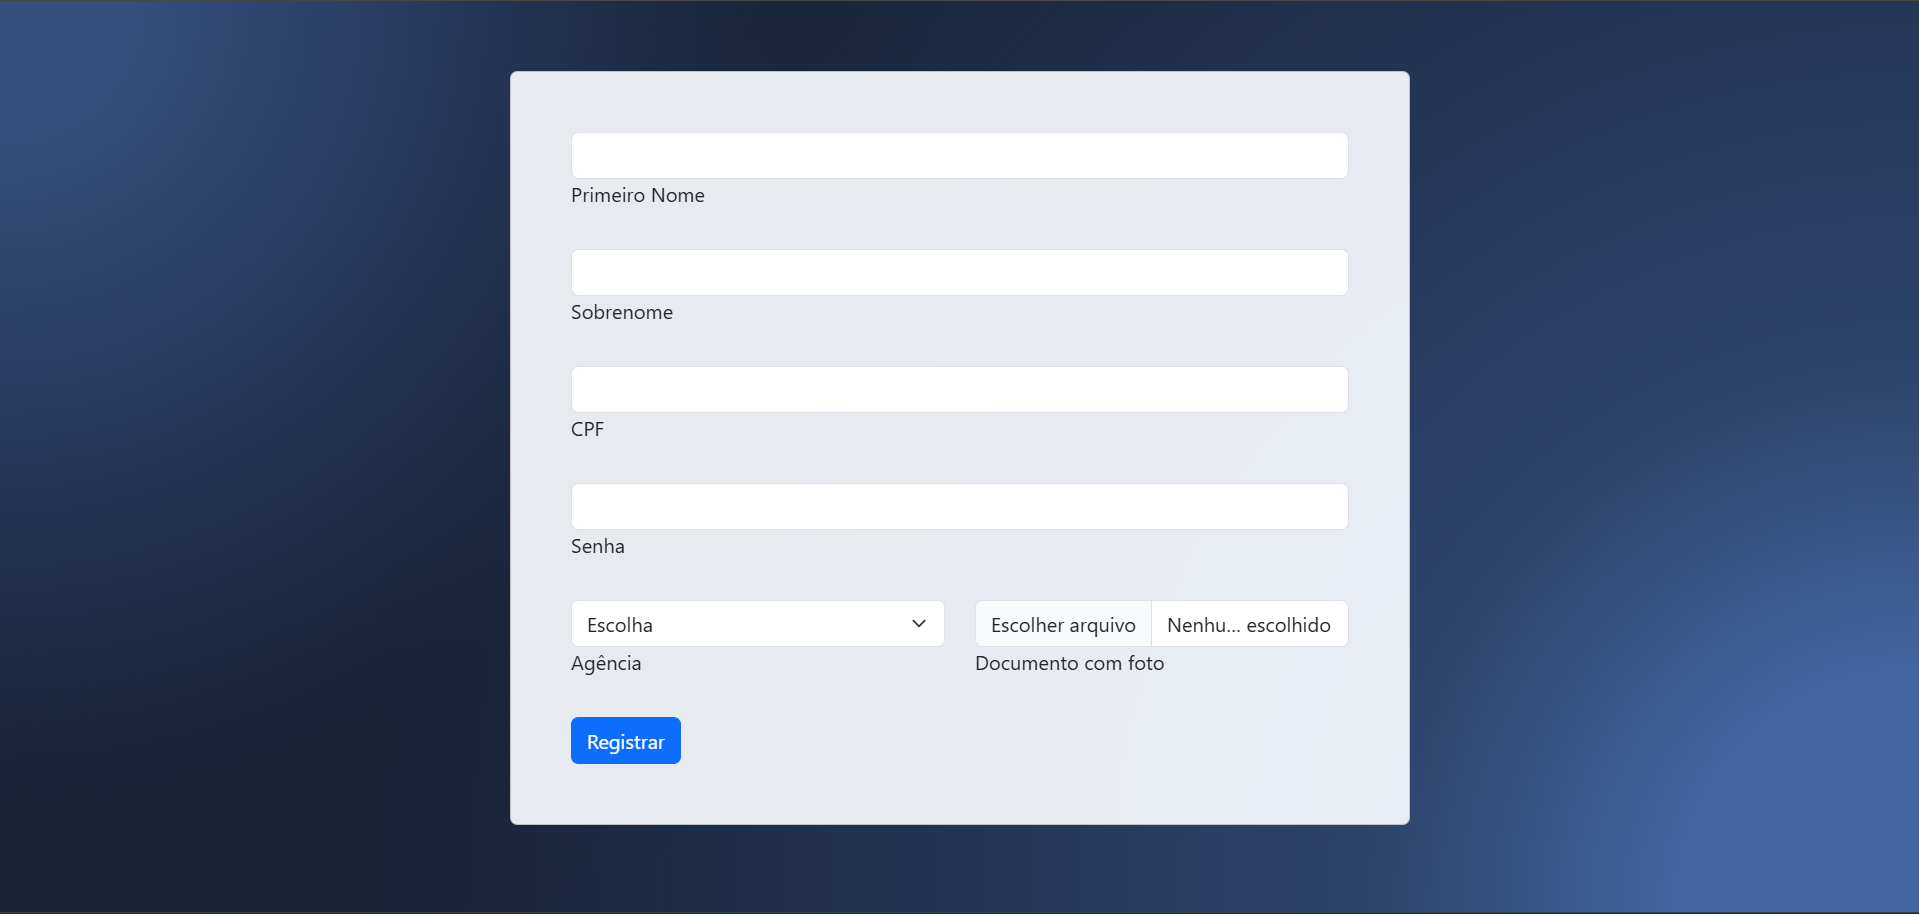 Primeiro Nome
Sobrenome
CPF
Senha
Escolha
Agência
Escolher arquivo Nenhu... escolhido
Documento com foto
Registrar